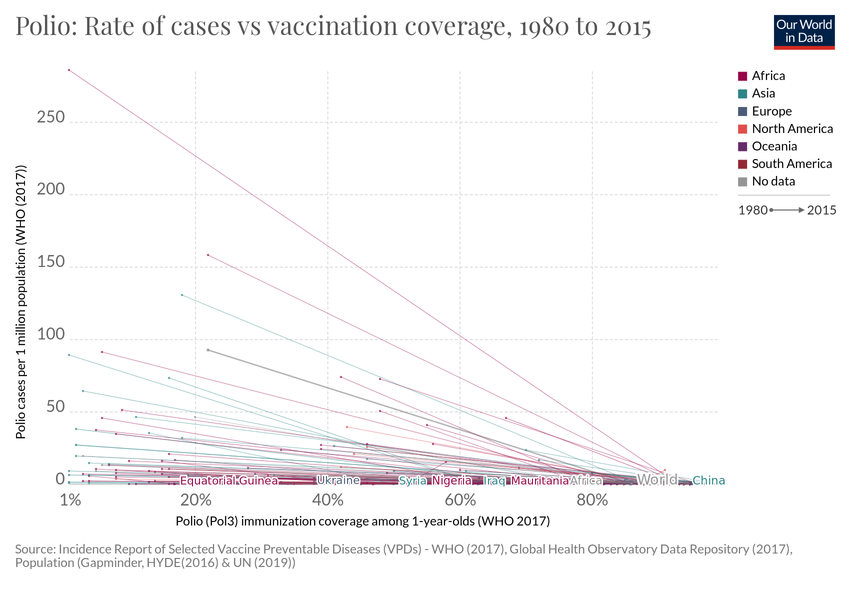 Polio: Rate of cases vs vaccination coverage, 1980 to 2015
Our World
in Data
Africa
Asia
Europe
North America
Oceania
South America
No data
1980 2015
Polio cases per 1 million population (WHO (2017))
250
200
150
100
50
0
Equatorial Guinea Ukraine Syria Nigeria Iraq Mauritania Africa World China
1% 20% 40% 60% 80%
Polio (Pol3) immunization coverage among 1-year-olds (WHO 2017)
Source: Incidence Report of Selected Vaccine Preventable Diseases (VPDs) - WHO (2017), Global Health Observatory Data Repository (2017),
Population (Gapminder, HYDE(2016) & UN (2019))